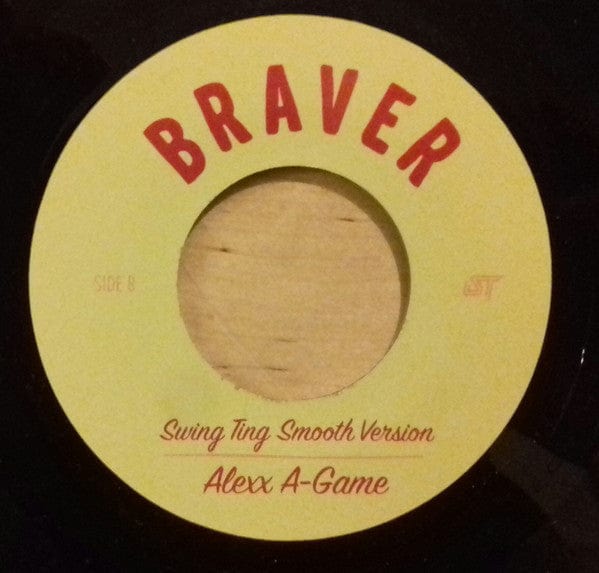 BRAVER
SIDE B
ST
Swing Ting Smooth Version
Alexx A-Game